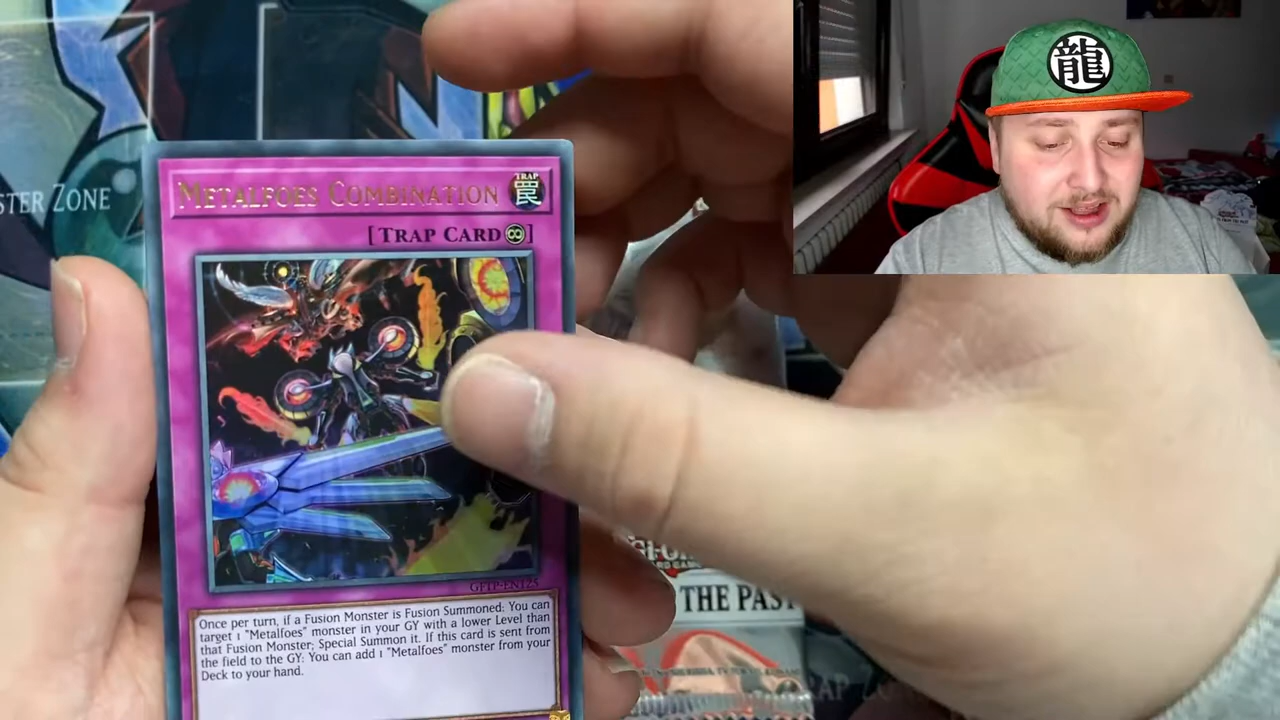 STER ZONE
METALFOES COMBINATION
TRAP
罠
[TRAP CARD ∞]
龍
GFTP-EN125
Once per turn, if a Fusion Monster is Fusion Summoned: You can
target 1 "Metalfoes" monster in your GY with a lower Level than
that Fusion Monster; Special Summon it. If this card is sent from
the field to the GY: You can add 1 "Metalfoes" monster from your
Deck to your hand.
THE PAST